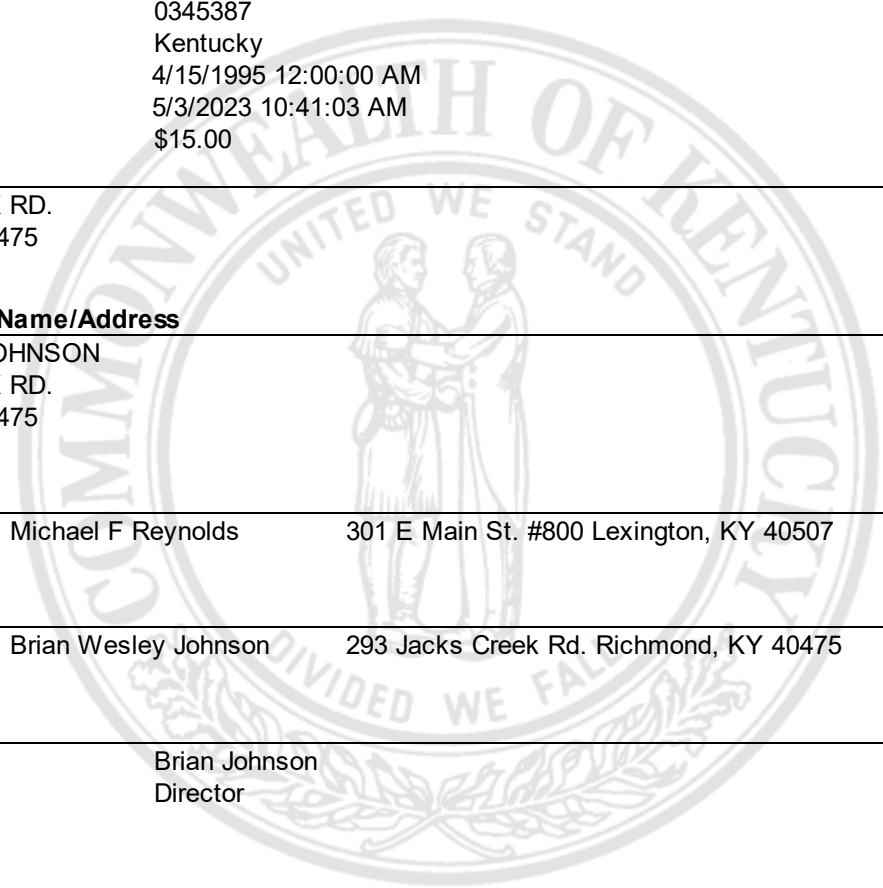 0345387
Kentucky
4/15/1995 12:00:00 AM
5/3/2023 10:41:03 AM
$15.00
RD.
475
Name/Address
OHNSON
RD.
475
Michael F Reynolds 301 E Main St. #800 Lexington, KY 40507
Brian Wesley Johnson 293 Jacks Creek Rd. Richmond, KY 40475
Brian Johnson
Director
COMMONWEALTH OF KENTUCKY
UNITED WE STAND
DIVIDED WE FALL